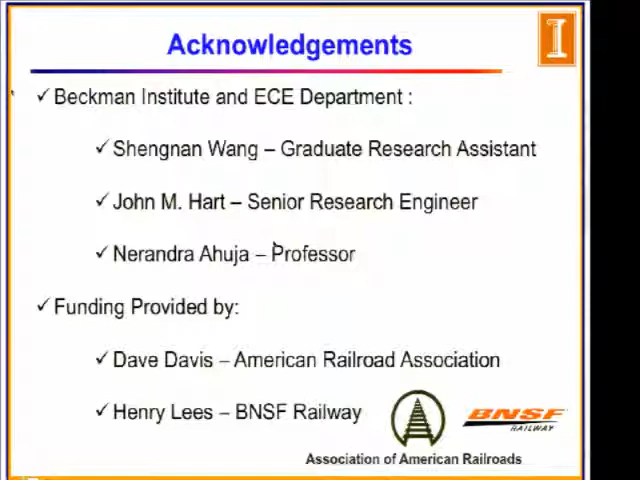 Acknowledgements
I
✓ Beckman Institute and ECE Department :
✓ Shengnan Wang – Graduate Research Assistant
✓ John M. Hart – Senior Research Engineer
✓ Nerandra Ahuja – Professor
✓ Funding Provided by:
✓ Dave Davis – American Railroad Association
✓ Henry Lees – BNSF Railway
BNSF
RAILWAY
Association of American Railroads